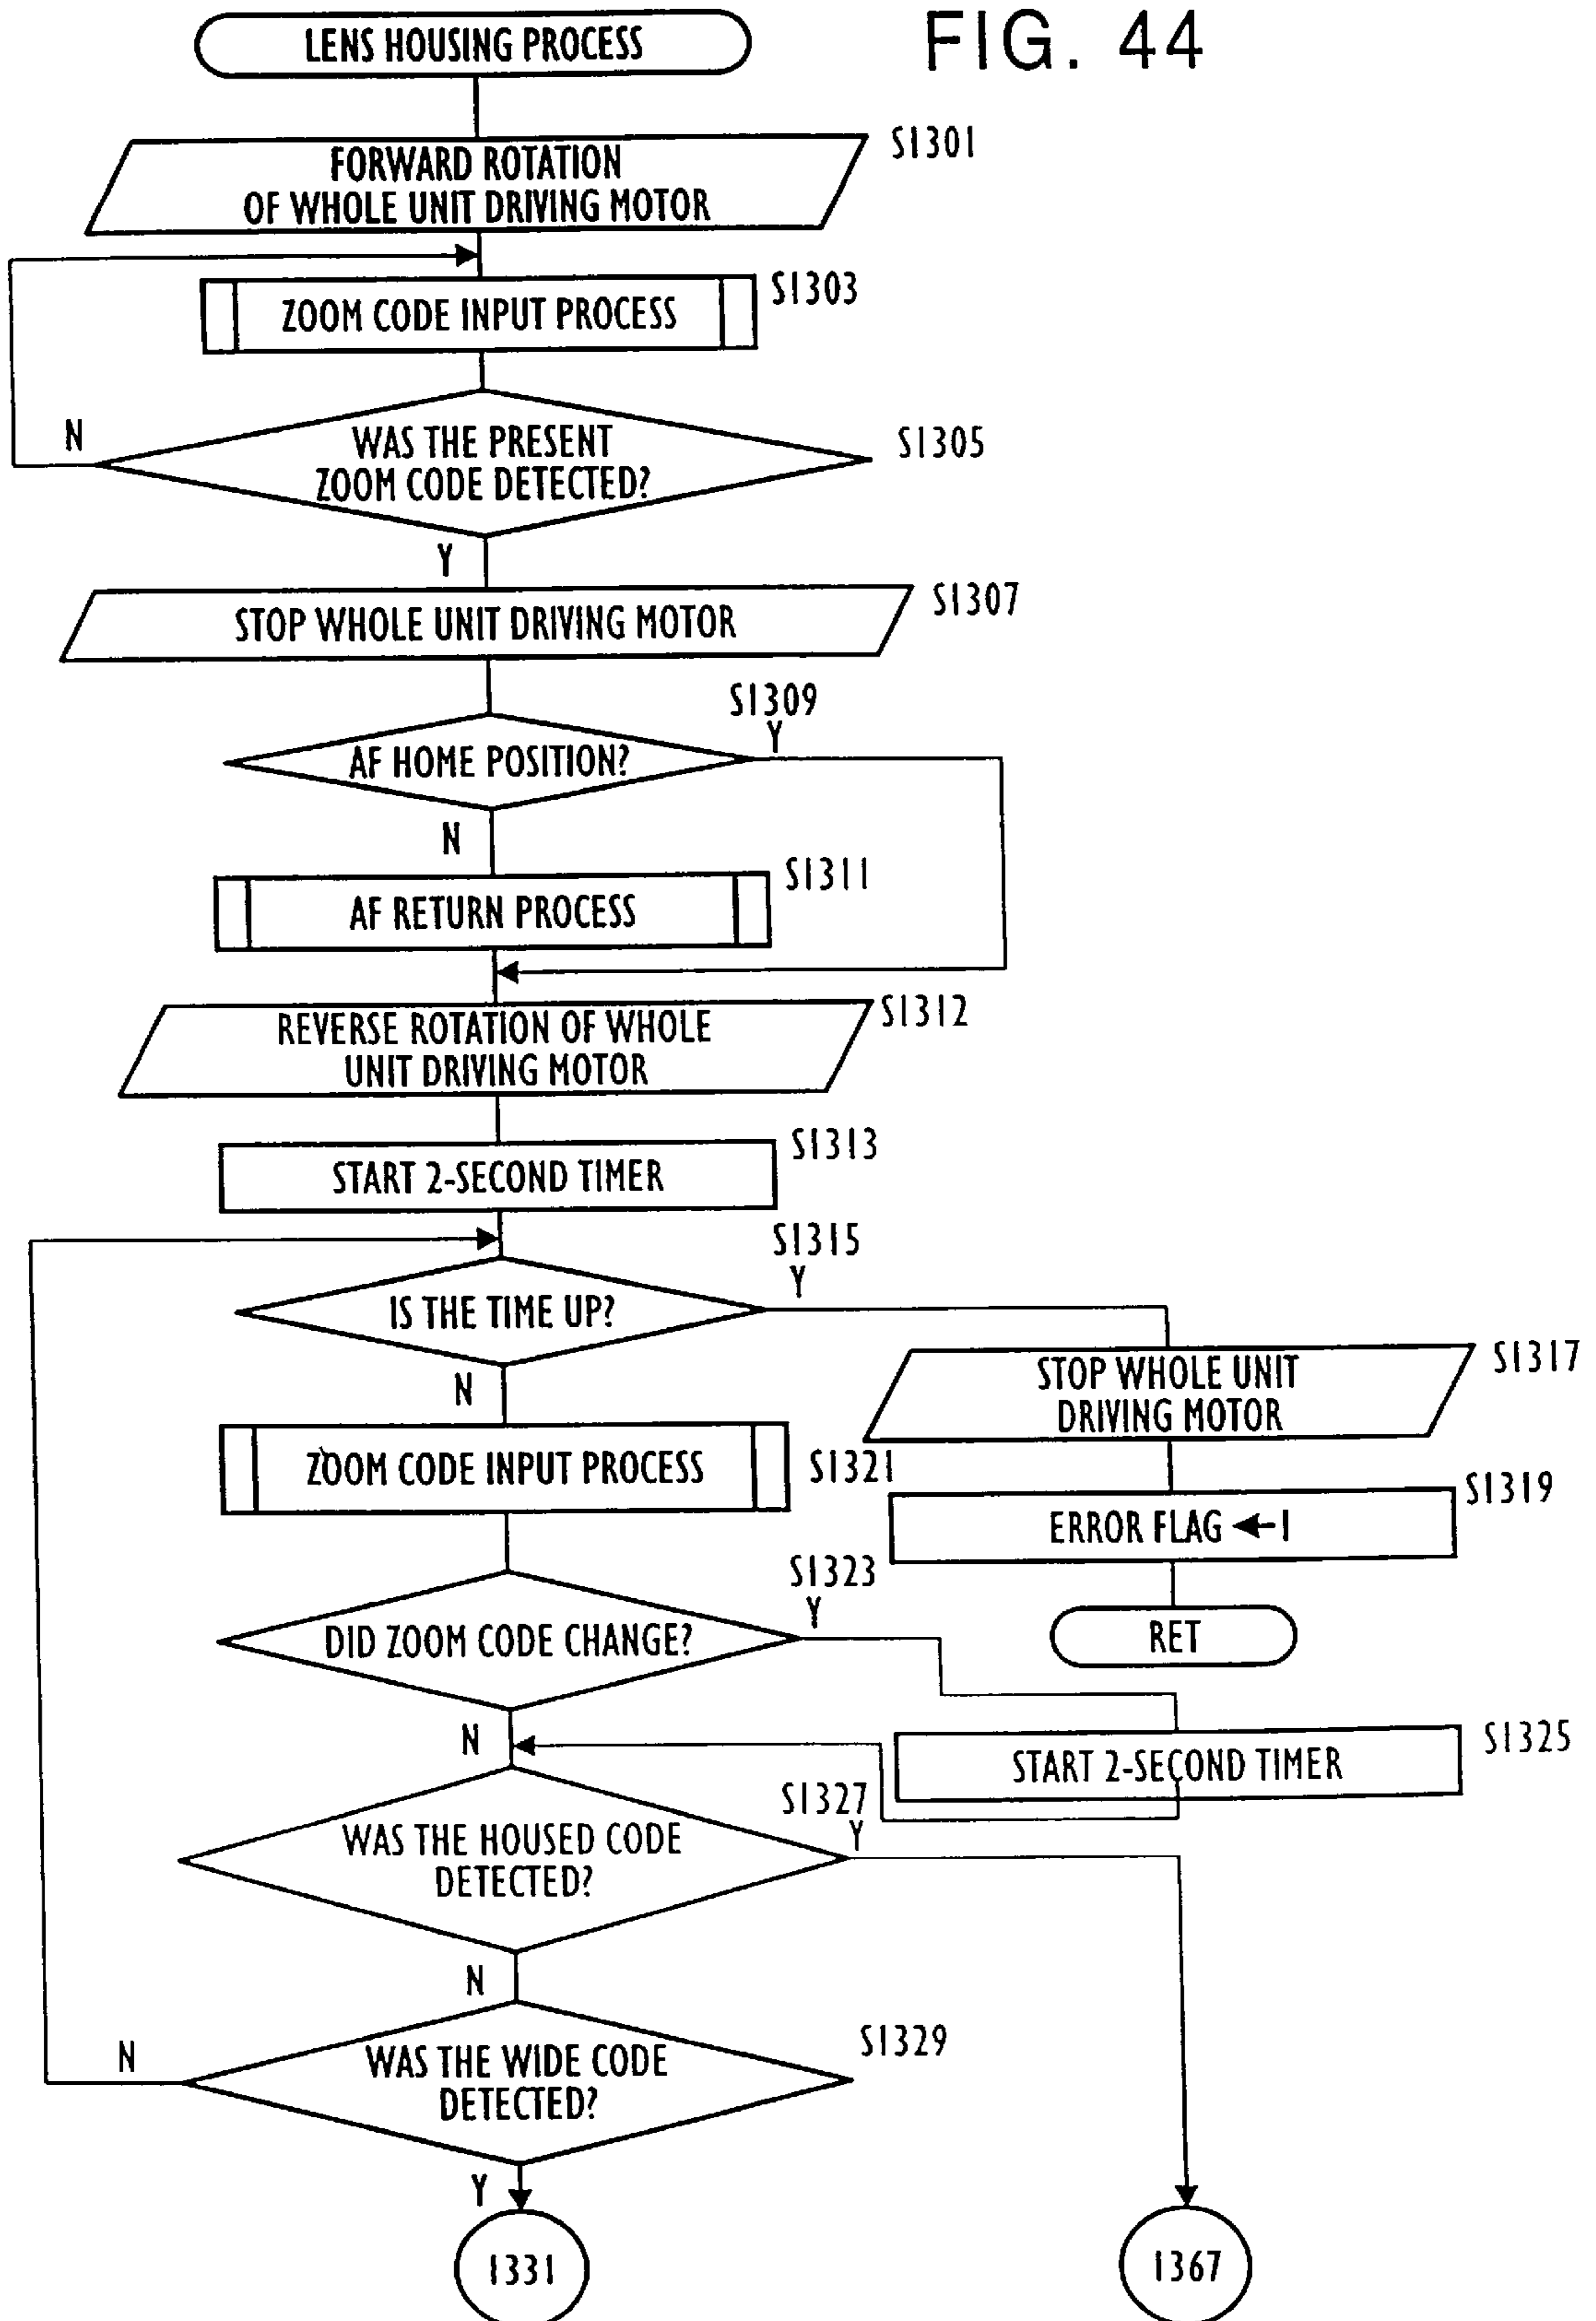 FIG. 44
LENS HOUSING PROCESS
S1301
FORWARD ROTATION
OF WHOLE UNIT DRIVING MOTOR
S1303
ZOOM CODE INPUT PROCESS
N
WAS THE PRESENT
ZOOM CODE DETECTED?
S1305
Y
STOP WHOLE UNIT DRIVING MOTOR
S1307
S1309
Y
AF HOME POSITION?
N
S1311
AF RETURN PROCESS
S1312
REVERSE ROTATION OF WHOLE
UNIT DRIVING MOTOR
S1313
START 2-SECOND TIMER
S1315
Y
IS THE TIME UP?
N
S1317
STOP WHOLE UNIT
DRIVING MOTOR
ZOOM CODE INPUT PROCESS
S1321
S1319
ERROR FLAG ←1
S1323
Y
DID ZOOM CODE CHANGE?
RET
N
S1325
START 2-SECOND TIMER
S1327
Y
WAS THE HOUSED CODE
DETECTED?
N
S1329
N
WAS THE WIDE CODE
DETECTED?
Y
1331
1367